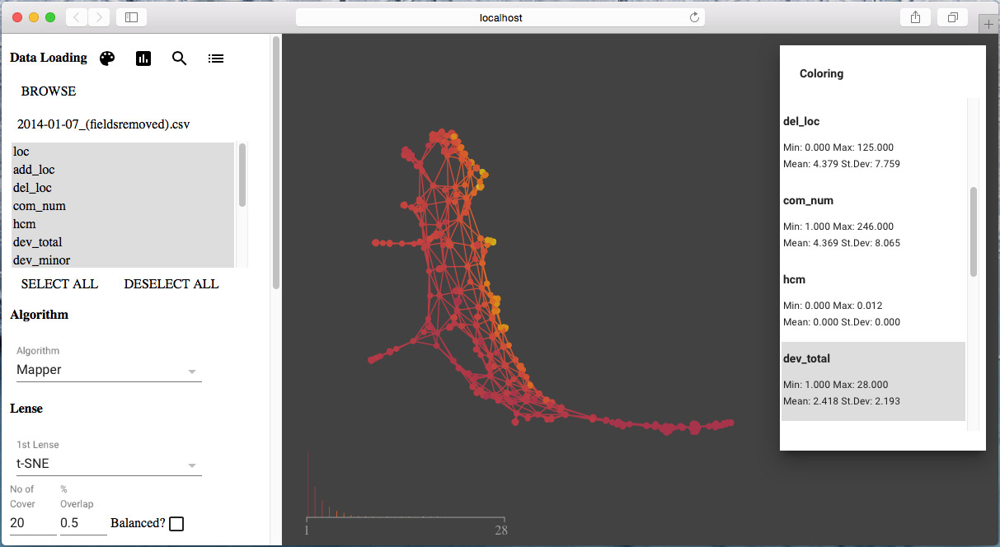 localhost
Data Loading
BROWSE
2014-01-07_(fieldsremoved).csv
loc
add_loc
del_loc
com_num
hcm
dev_total
dev_minor
SELECT ALL DESELECT ALL
Algorithm
Algorithm
Mapper
Lense
1st Lense
t-SNE
No of Cover
% Overlap
20
0.5
Balanced?
1 28
Coloring
del_loc
Min: 0.000 Max: 125.000
Mean: 4.379 St.Dev: 7.759
com_num
Min: 1.000 Max: 246.000
Mean: 4.369 St.Dev: 8.065
hcm
Min: 0.000 Max: 0.012
Mean: 0.000 St.Dev: 0.000
dev_total
Min: 1.000 Max: 28.000
Mean: 2.418 St.Dev: 2.193